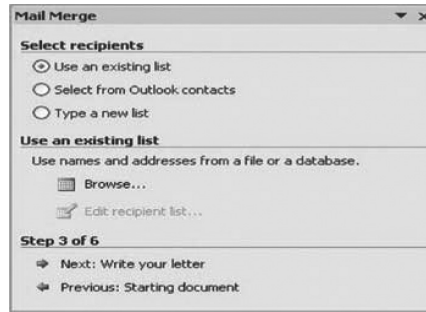 Mail Merge
Select recipients
Use an existing list
Select from Outlook contacts
Type a new list
Use an existing list
Use names and addresses from a file or a database.
Browse...
Edit recipient list...
Step 3 of 6
Next: Write your letter
Previous: Starting document